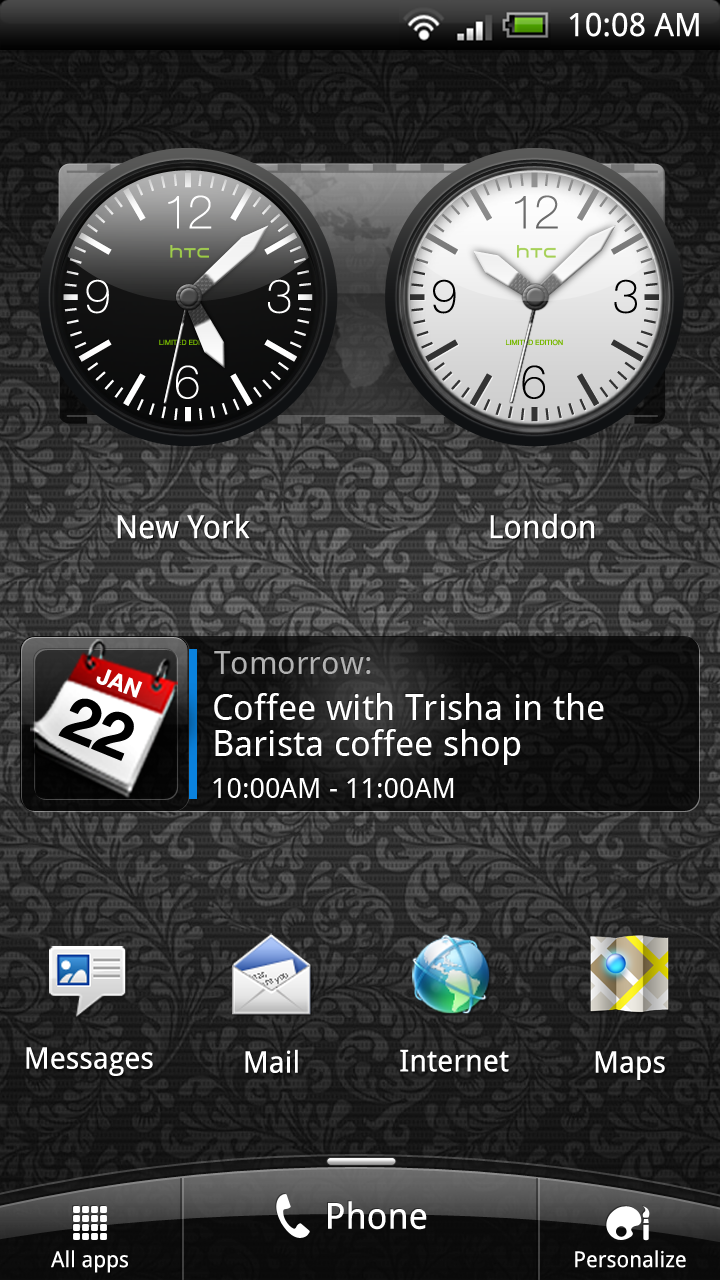 10:08 AM
12
hTC
9
3
LIMITED EDI
6
12
hTC
9
3
LIMITED EDITION
6
New York
London
JAN
22
Tomorrow:
Coffee with Trisha in the
Barista coffee shop
10:00AM - 11:00AM
Messages
Mail
Internet
Maps
Phone
All apps
Personalize